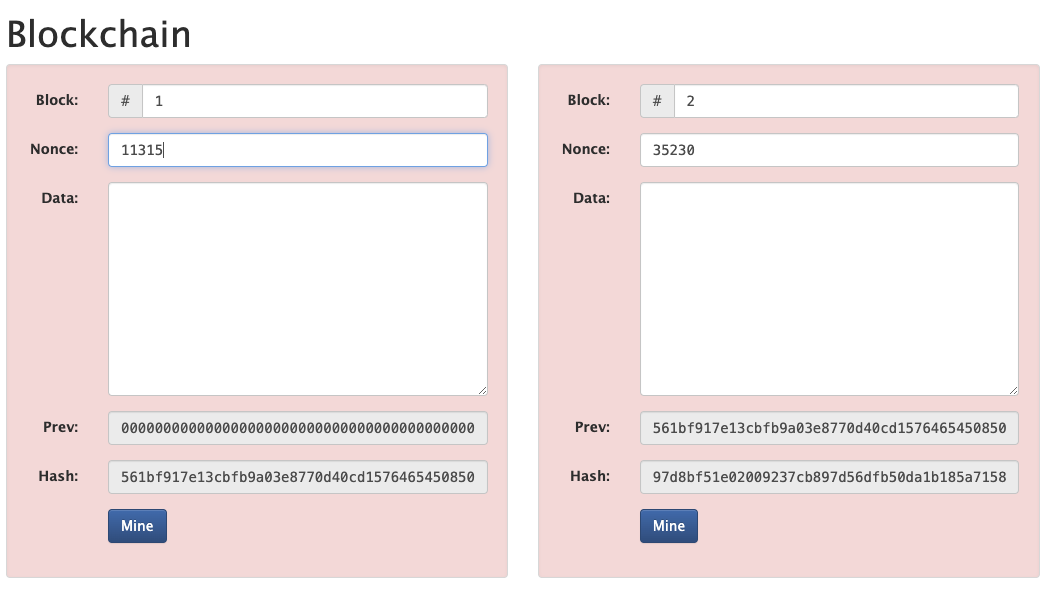 Blockchain
Block: # 1
Nonce: 11315
Data:
Prev: 000000000000000000000000000000000000000000
Hash: 561bf917e13cbfb9a03e8770d40cd1576465450850
Mine
Block: # 2
Nonce: 35230
Data:
Prev: 561bf917e13cbfb9a03e8770d40cd1576465450850
Hash: 97d8bf51e02009237cb897d56dfb50da1b185a7158
Mine